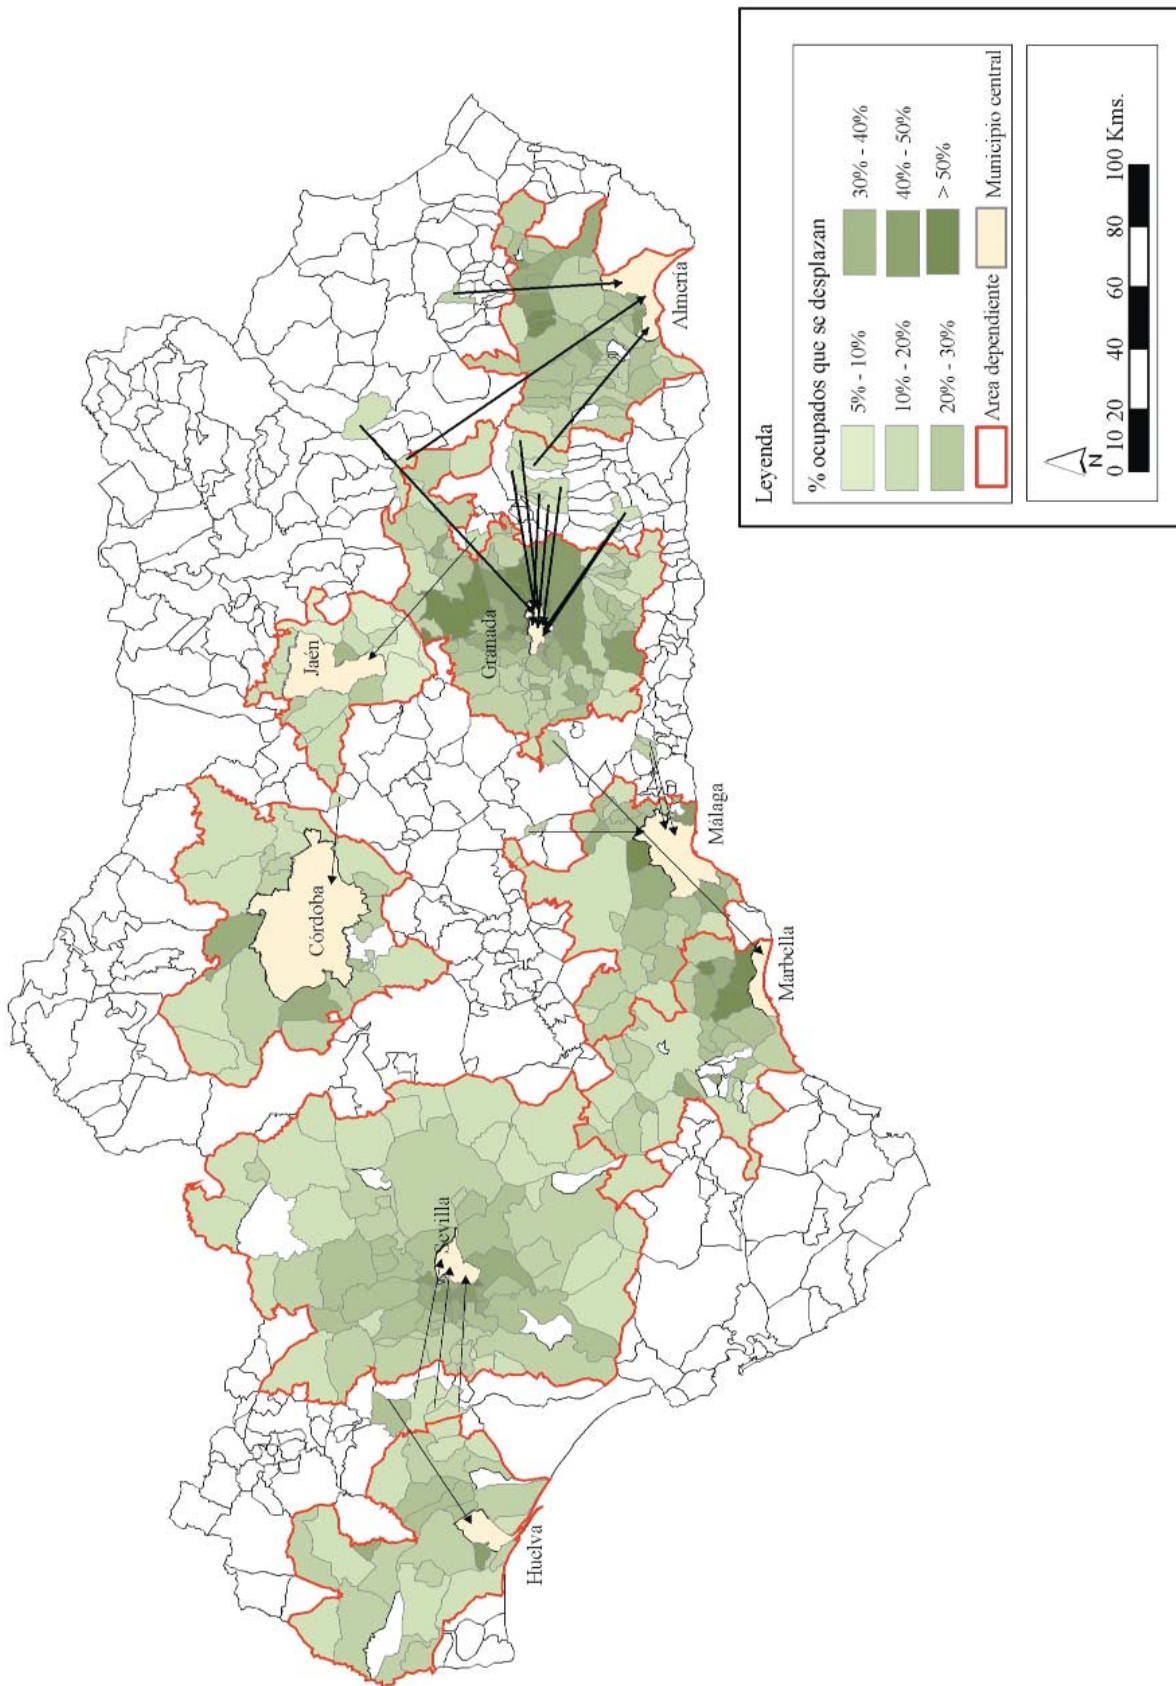 Jaén
Córdoba
Granada
Almería
Sevilla
Málaga
Marbella
Huelva
Leyenda
% ocupados que se desplazan
5% - 10%
30% - 40%
10% - 20%
40% - 50%
20% - 30%
> 50%
Area dependiente
Municipio central
N
0 10 20 40 60 80 100 Kms.